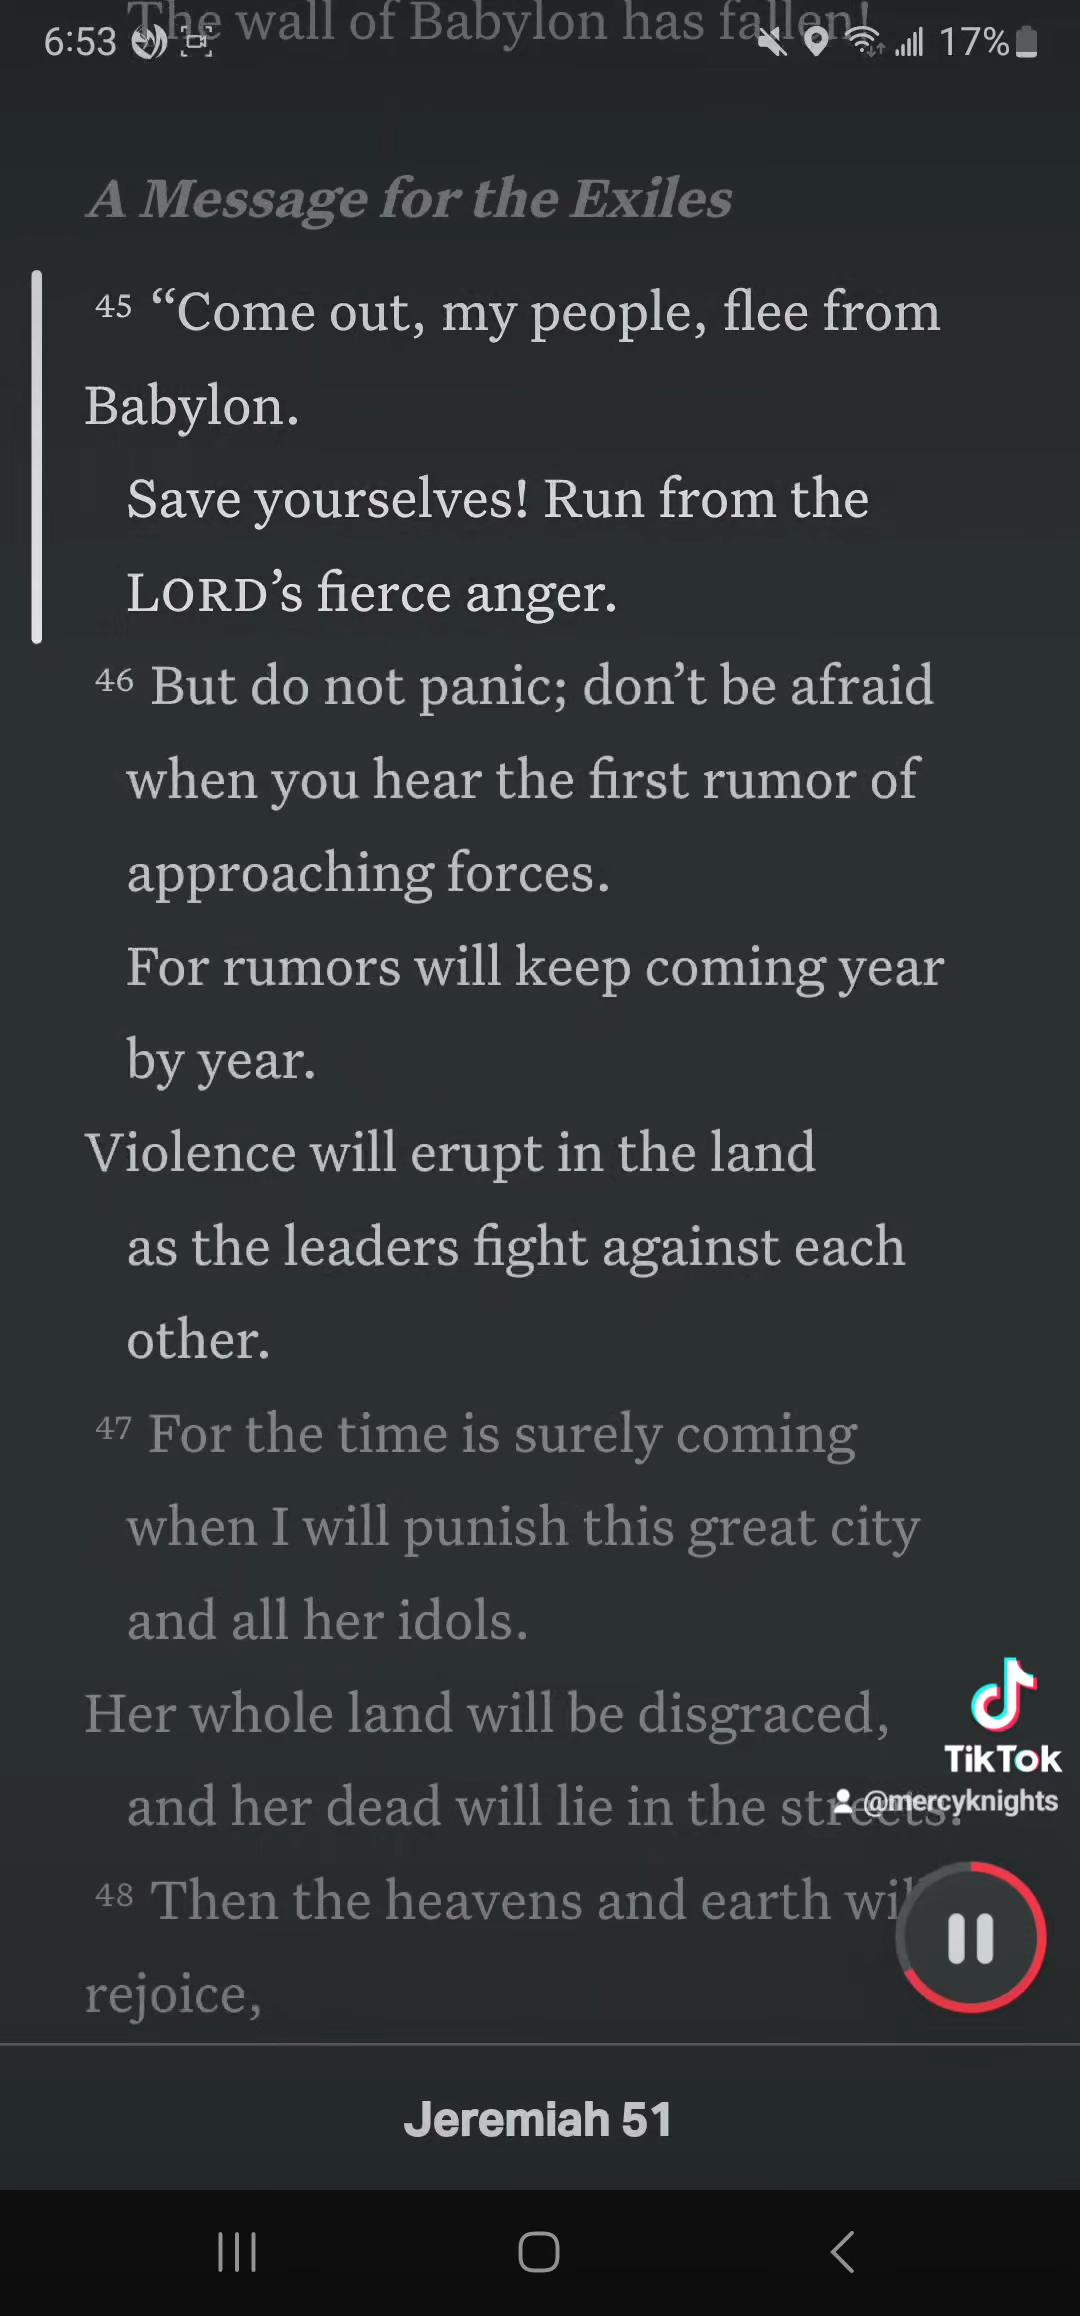 The wall of Babylon has fallen!
6:53
17%
A Message for the Exiles
45 “Come out, my people, flee from
Babylon.
Save yourselves! Run from the
LORD’s fierce anger.
46 But do not panic; don’t be afraid
when you hear the first rumor of
approaching forces.
For rumors will keep coming year
by year.
Violence will erupt in the land
as the leaders fight against each
other.
47 For the time is surely coming
when I will punish this great city
and all her idols.
Her whole land will be disgraced,
TikTok
and her dead will lie in the streets.
@mercyknights
48 Then the heavens and earth will
rejoice,
Jeremiah 51